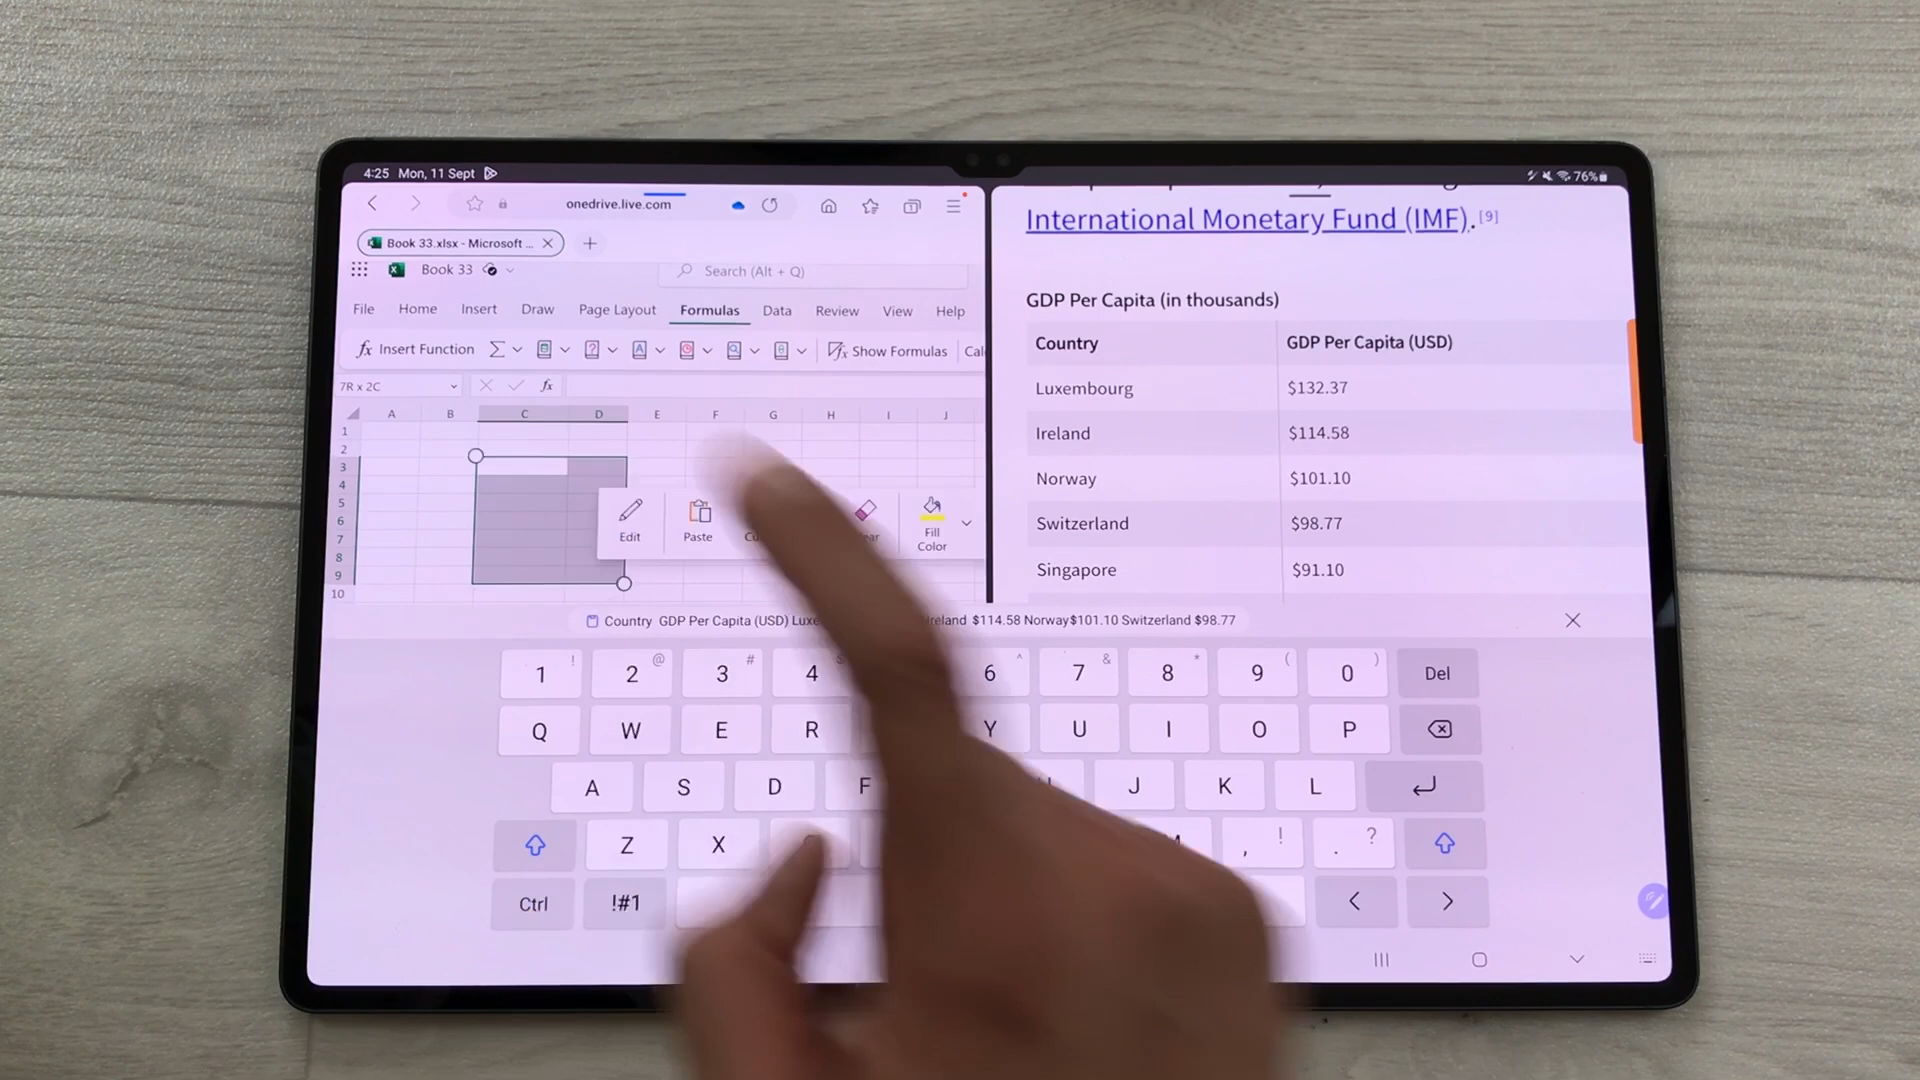 4:25 Mon, 11 Sept
76%
onedrive.live.com
Book 33.xlsx - Microsoft ...
Book 33
Search (Alt + Q)
File Home Insert Draw Page Layout Formulas Data Review View Help
fx Insert Function Show Formulas
7R x 2C
fx
A B C D E F G H I J
1
2
3
4
5
6
7
8
9
10
Edit
Paste
Fill Color
International Monetary Fund (IMF).[9]
GDP Per Capita (in thousands)
Country GDP Per Capita (USD)
Luxembourg $132.37
Ireland $114.58
Norway $101.10
Switzerland $98.77
Singapore $91.10
Country GDP Per Capita (USD) $114.58 Norway$101.10 Switzerland $98.77
1 ! 2 @ 3 # 4 6 ^ 7 & 8 * 9 ( 0 ) Del
Q W E R Y U I O P
A S D F J K L
Z X , ! . ?
Ctrl !#1 < >